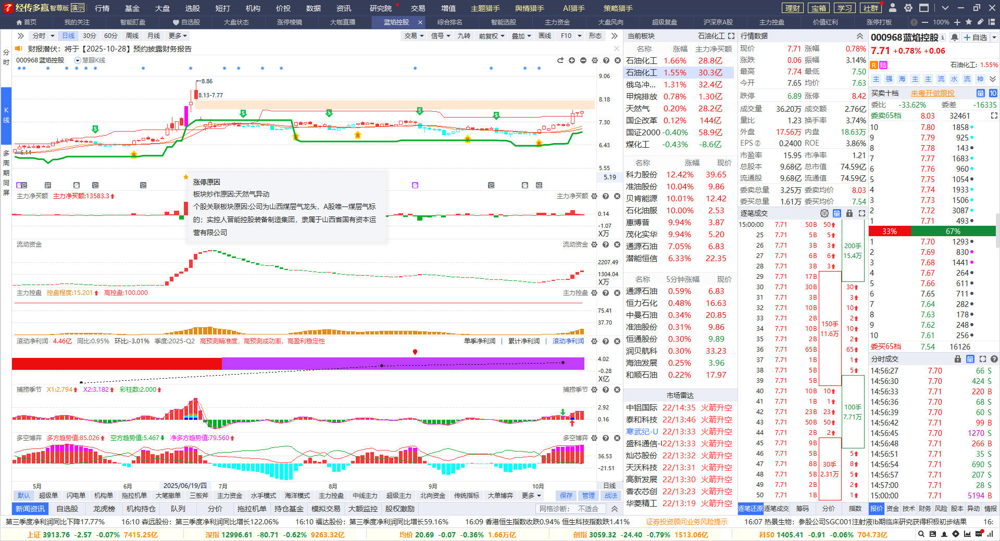 经传多赢 智尊版 演示 行情 基金 大盘 选股 短打 机构 价投 数据 资讯 研究院 交易 增值 主题猎手 舆情猎手 AI猎手 策略猎手 理财 宝箱 学习 社群
首页 我的关注 智能盯盘 自选股 大盘状态 涨停棱镜 大咖直播 蓝焰控股 综合排名 智能选股 主力资金 大盘风向 超级复盘 沪深京A股 主力控盘 价值红利 涨停打板 100%
分时 日线 30分 60分 周线 月线 更多 交易 信号 九转 前复权 叠加 画线 F10 形态
分时
K线
多周期同屏
财报潜伏：将于【2025-10-28】预约披露财务报告
000968 蓝焰控股 慧眼K线
9.06
8.86
8.18
8.13-7.77
7.30
6.43
6.14
5.55
5.19
涨停原因
板块炒作原因:天然气异动
个股关联板块原因:公司为山西煤层气龙头，A股唯一煤层气标
的；实控人晋能控股装备制造集团，隶属于山西省国有资本运
营有限公司
主力净买额 主力净买额:13583.3 主力净买额
0.14
-1.07
X万
流动资金 流动资金
2207.49
1304.04
X万
主力控盘 控盘程度:15.201 高控盘:100.000 主力控盘
75.41
37.70
滚动净利润 4.46亿 同比:0.95% 环比:-3.01% 季度:2025-Q2 高预测精准度，高预测成功率，高盈利稳定性 单季净利润 | 累计净利润 | 滚动净利润
4.02
-0.28
X亿
捕捞季节 X1:2.794 X2:3.182 彩柱数:2.000 捕捞季节
2.92
0.16
多空博弈 多方趋势值:85.026 空方趋势值:5.467 净多方趋势值:79.560 多空博弈
36.53
-21.51
5月 6月 2025/06/19/四 7月 8月 9月 10月 日线
默认 超级单 闪电单 机构单 拖拉机单 大笔撤单 三板斧 主力资金 水手模式 海洋模式 主力控盘 中线主力 超级主力 北向资金 传统指标 大单博弈 更多 保存 管理 战法
新闻资讯 自选股 龙虎榜 机构持仓 队列 分价 拖拉机单 持仓基金 模拟交易 大额监控 股权激励 网格诊断： 不适合
当前板块 石油化工
名称 涨幅 主力净买额
石油化工 1.66% 28.8亿
石油化工 1.55% 30.3亿
俄乌冲... 1.31% 32.4亿
甲烷排放 0.78% 1.30亿
天然气 0.20% 28.2亿
国企改革 0.12% 144亿
国证2000 -0.40% 58.9亿
煤化工 -0.43% -8.6亿
名称 涨幅 现价
科力股份 12.42% 39.65
准油股份 10.04% 9.86
贝肯能源 10.01% 12.42
石化油服 10.00% 2.53
惠博普 9.94% 3.87
茂化实华 9.94% 5.20
通源石油 7.05% 6.83
潜能恒信 6.33% 22.35
名称 5分钟涨幅 现价
通源石油 0.59% 6.83
恒力石化 0.48% 16.63
中曼石油 0.34% 20.85
准油股份 0.31% 9.86
恒通股份 0.30% 9.89
润贝航科 0.30% 33.23
海油发展 0.25% 3.96
和顺石油 0.22% 17.97
市场雷达
中铝国际 22/14:35 火箭升空
泰和科技 22/13:46 火箭升空
寒武纪-U 22/13:33 火箭升空
盛科通信-U 22/13:33 火箭升空
灿芯股份 22/13:32 火箭升空
天沃科技 22/13:31 火箭升空
高新发展 22/13:30 火箭升空
香农芯创 22/13:23 火箭升空
华菱精工 22/13:19 火箭升空
行情数据
现价 7.71 涨幅 0.78%
涨跌 0.06 振幅 3.14%
最高 7.74 最低 7.50
今开 7.65 均价 7.63
跌停 6.89 涨停 8.42
成交量 36.20万 成交额 2.76亿
量比 1.23 换手率 3.74%
外盘 17.56万 内盘 18.63万
EPS② 0.2400 ROE 3.86%
市盈率 15.95 市净率 1.21
总股本 9.68亿 总市值 74.59亿
流通股 9.68亿 流通值 74.59亿
委卖总量 3.25万 委卖均价 8.03
委买总量 1.61万 委买均价 7.54
逐笔成交 单 量
15:00:00 7.71 50B 50
25 7.71 5B 5
26 7.71 3B 3
27 7.71 6B 6
28 7.71 3B 3
29 7.71 17B
30 7.71 30B 30
31 7.71 3B 3
32 7.71 10B 10
33 7.71 2B 2
34 7.71 10B 10
35 7.71 2B 2
36 7.71 65B 65
37 7.71 1B 1
38 7.71 5B 5
39 7.71 5B
40 7.71 10B 10
41 7.71 1B 1
42 7.71 23B 23
43 7.71 50B 50
44 7.71 2B 2
45 7.71 9B
46 7.71 5B 5
47 7.71 8B 8
48 7.71 5B 5
49 7.71 2B 2
50 7.71 1B 1
200手
15.4万
150手
11.6万
100手
7.71万
30手
2.31万
逐笔还原 逐笔成交 筹码 分价 指数
000968 蓝焰控股 自选
7.71 +0.78% +0.06
R 陆 石油化工: 1.55%
主 强 海 主 主 流 水 流 神
买卖十档 来粤开做跟投 量 10
委比 -33.62% 委差 -16335
委卖65档 8.03 32461
10 7.80 1858
9 7.79 925
8 7.78 143
7 7.77 1683
6 7.76 960
5 7.75 1054
4 7.74 1933
3 7.73 1506
2 7.72 3087
1 7.71 493
33% 67%
1 7.70 1293
2 7.69 830
3 7.68 1441
4 7.67 264
5 7.66 611
6 7.65 711
7 7.64 282
8 7.63 178
9 7.62 248
10 7.61 256
委买65档 7.54 16126
分时成交 量
14:56:27 7.70 66 S
14:56:30 7.70 424 S
14:56:33 7.71 220 B
14:56:36 7.70 68 S
14:56:39 7.70 60 S
14:56:42 7.71 99 B
14:56:45 7.70 1270 S
14:56:48 7.71 266 B
14:56:51 7.71 35 S
14:56:54 7.71 690 S
14:56:57 7.71 207 S
14:57:00 7.71 28 S
15:00:00 7.71 5194 B
报价 资金 技术 财务 风险 股本 异动 情报
第三季度净利润同比下降17.77% 16:10 森远股份：第三季度净利润同比增长122.06% 16:10 福达股份：第三季度净利润同比增长59.16% 16:09 香港恒生指数收跌0.94% 恒生科技指数跌1.41% 证券投资顾问业务风险提示 16:07 热景生物：参股公司SGC001注射液Ib期临床研究获得积极初步结果 16:
上证 3913.76 -2.57 -0.07% 7415.25亿 深指 12996.61 -80.71 -0.62% 9263.32亿 均价 20.69 -0.07 -0.36% 1.66万亿 创指 3059.32 -24.40 -0.79% 1513.06亿 科50 1405.41 -0.91 -0.06% 704.73亿